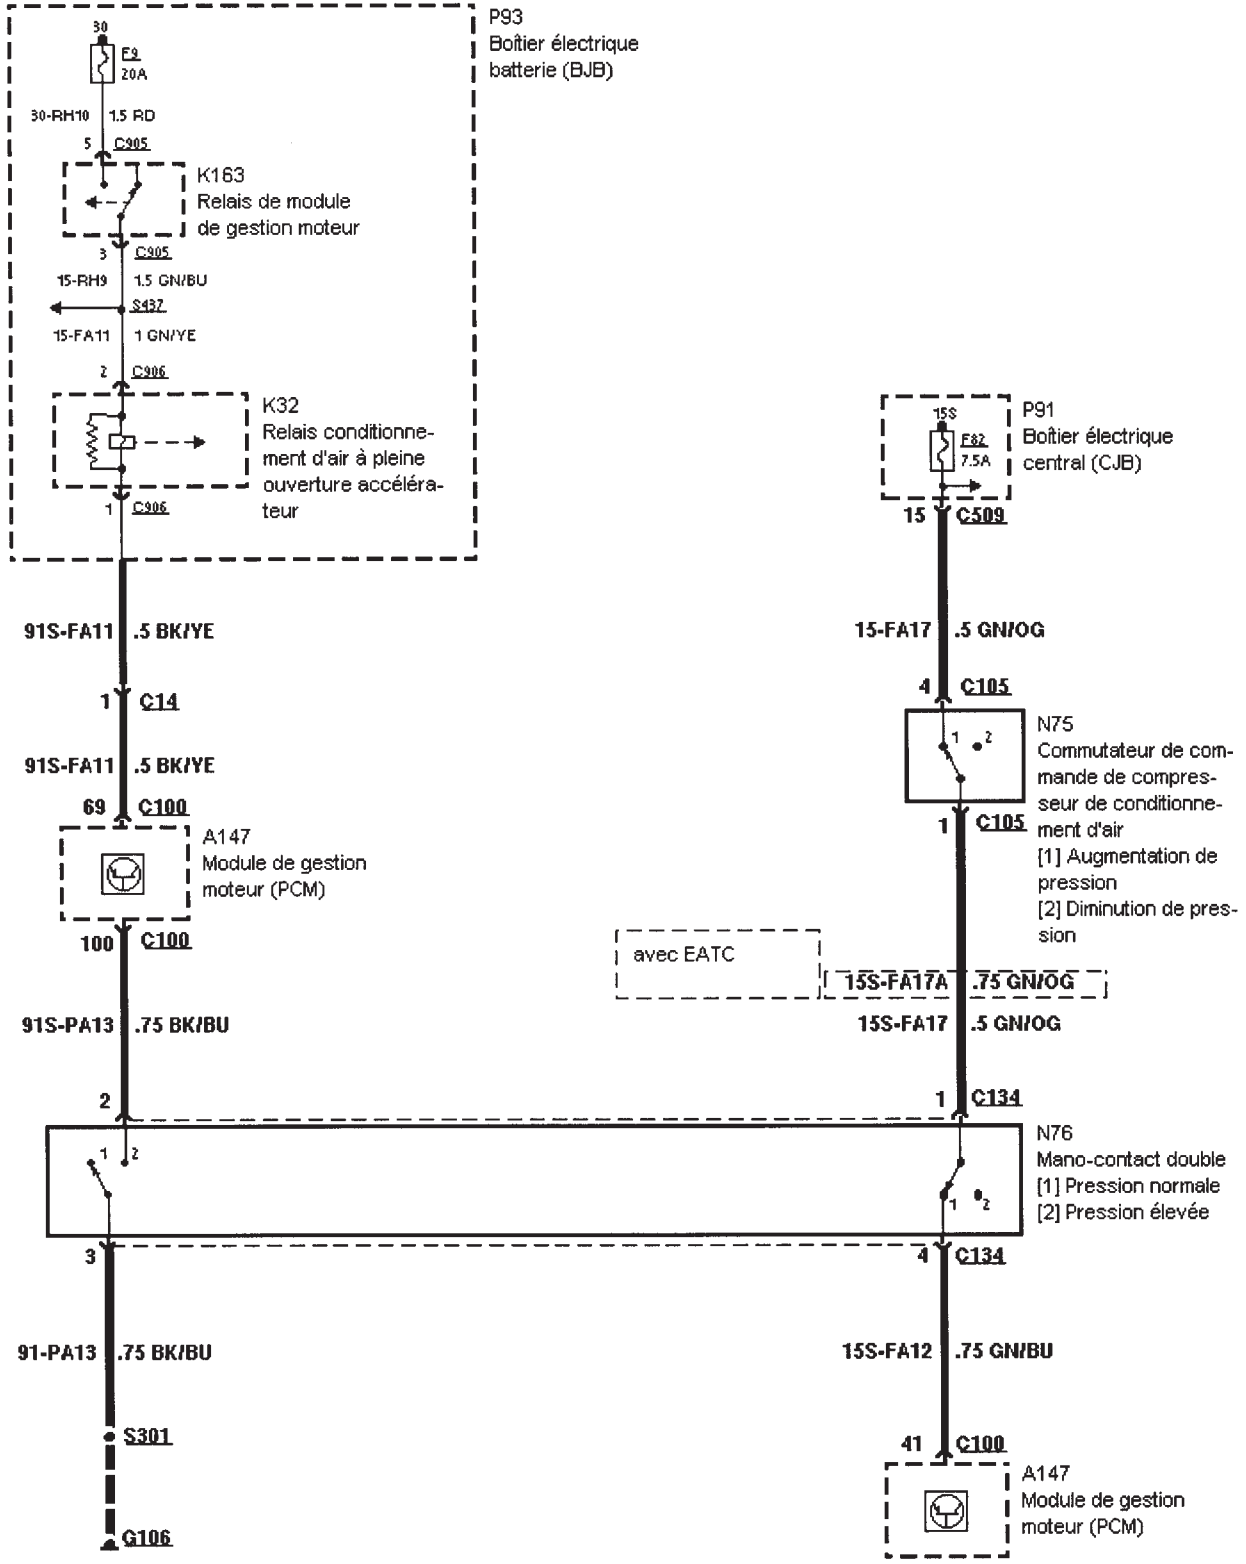 P93
Boîtier électrique
batterie (BJB)
30
F9
20A
30-RH10 1.5 RD
5 C905
K163
Relais de module
de gestion moteur
3 C905
15-RH9 1.5 GN/BU
S437
15-FA11 1 GN/YE
2 C906
K32
Relais conditionne-
ment d'air à pleine
ouverture accéléra-
teur
1 C906
91S-FA11 .5 BK/YE
1 C14
91S-FA11 .5 BK/YE
69 C100
A147
Module de gestion
moteur (PCM)
100 C100
91S-PA13 .75 BK/BU
2
15S
F82
7.5A
P91
Boîtier électrique
central (CJB)
15 C509
15-FA17 .5 GN/OG
4 C105
1 2
N75
Commutateur de com-
mande de compres-
seur de conditionne-
ment d'air
[1] Augmentation de
pression
[2] Diminution de pres-
sion
1 C105
avec EATC
15S-FA17A .75 GN/OG
15S-FA17 .5 GN/OG
1 C134
1 2
1 2
N76
Mano-contact double
[1] Pression normale
[2] Pression élevée
3
4 C134
91-PA13 .75 BK/BU
15S-FA12 .75 GN/BU
S301
G106
41 C100
A147
Module de gestion
moteur (PCM)